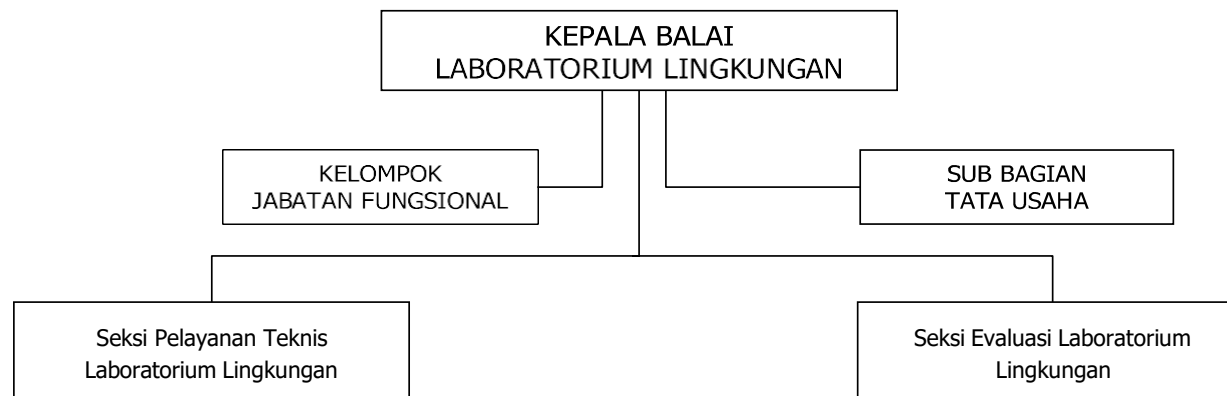 KEPALA BALAI
LABORATORIUM LINGKUNGAN
KELOMPOK
JABATAN FUNGSIONAL
SUB BAGIAN
TATA USAHA
Seksi Pelayanan Teknis
Laboratorium Lingkungan
Seksi Evaluasi Laboratorium
Lingkungan